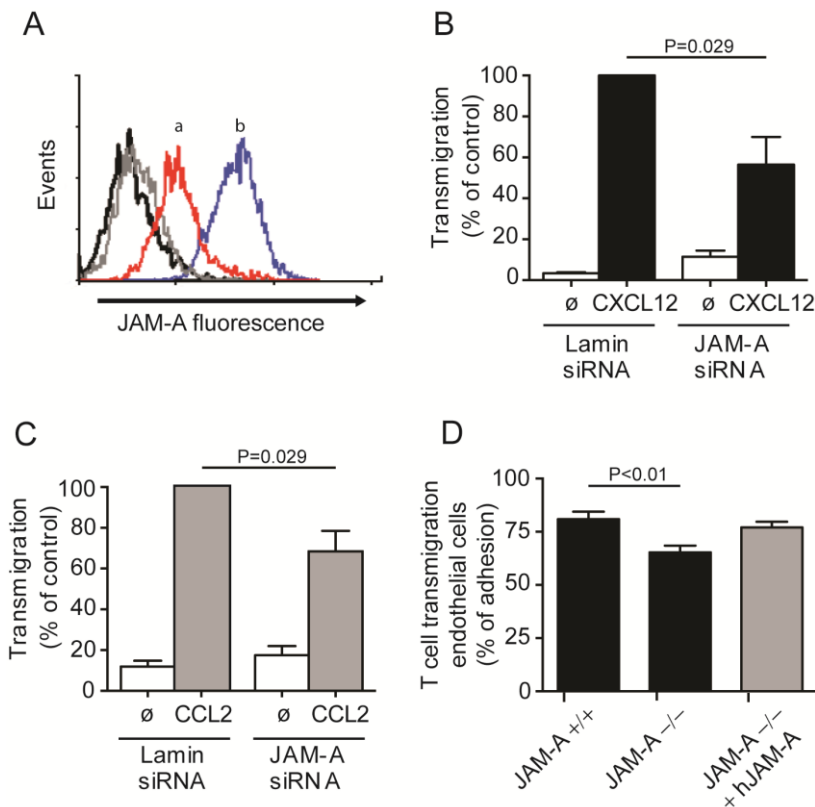 A
a
b
Events
JAM-A fluorescence
B
P=0.029
Transmigration
(% of control)
100
80
60
40
20
0
ø CXCL12 ø CXCL12
Lamin
siRNA
JAM-A
siRNA
C
P=0.029
Transmigration
(% of control)
100
80
60
40
20
0
ø CCL2 ø CCL2
Lamin
siRNA
JAM-A
siRNA
D
P<0.01
T cell transmigration
endothelial cells
(% of adhesion)
100
75
50
75
0
JAM-A +/+
JAM-A −/−
JAM-A −/−
+ hJAM-A